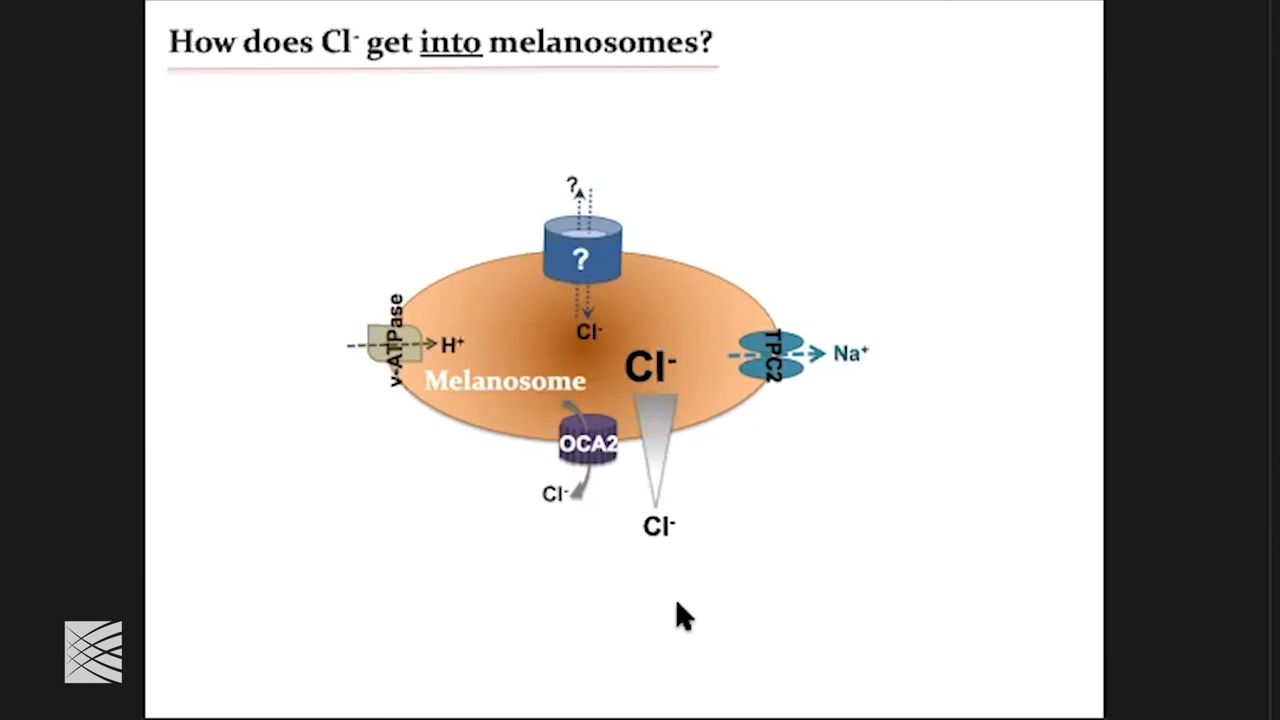 How does Cl⁻ get into melanosomes?
?
?
Cl⁻
v-ATPase
H⁺
Cl⁻
TPC2
Na⁺
Melanosome
OCA2
Cl⁻
Cl⁻